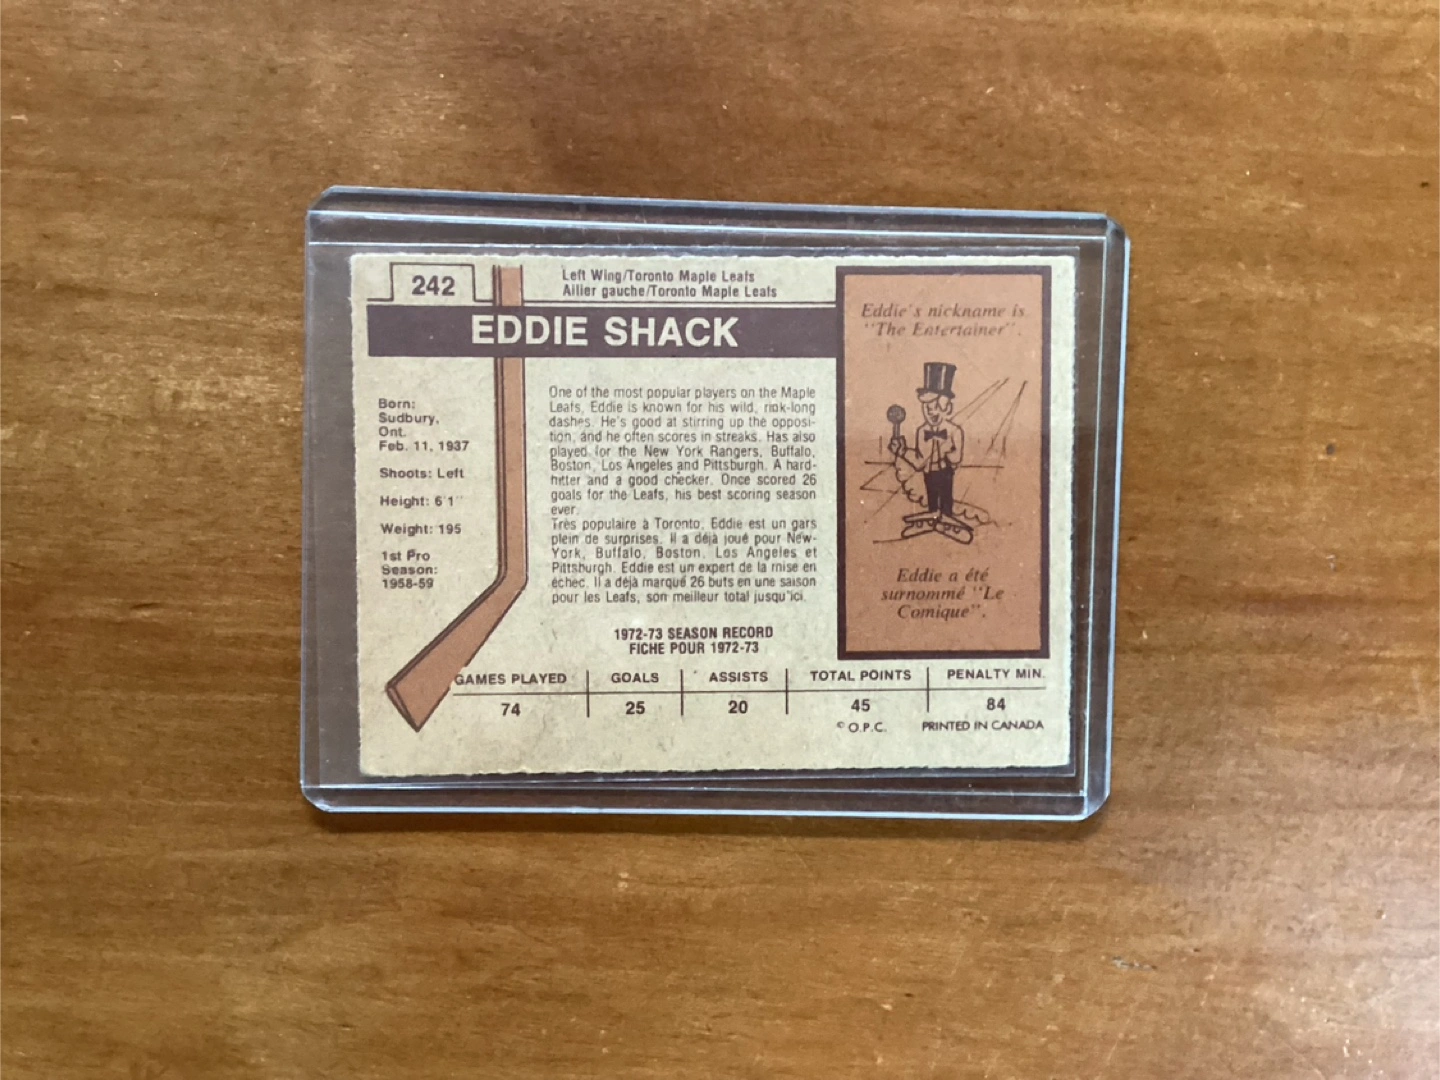 242
Left Wing/Toronto Maple Leafs
Ailier gauche/Toronto Maple Leafs
EDDIE SHACK
Born:
Sudbury,
Ont.
Feb. 11, 1937
Shoots: Left
Height: 6'1"
Weight: 195
1st Pro
Season:
1958-59
One of the most popular players on the Maple
Leafs, Eddie is known for his wild, rink-long
dashes. He's good at stirring up the opposi-
tion, and he often scores in streaks. Has also
played for the New York Rangers, Buffalo,
Boston, Los Angeles and Pittsburgh. A hard-
hitter and a good checker. Once scored 26
goals for the Leafs, his best scoring season
ever.
Très populaire à Toronto, Eddie est un gars
plein de surprises. Il a déjà joué pour New-
York, Buffalo, Boston, Los Angeles et
Pittsburgh. Eddie est un expert de la mise en
échec. Il a déjà marqué 26 buts en une saison
pour les Leafs, son meilleur total jusqu'ici.
Eddie's nickname is
"The Entertainer".
Eddie a été
surnommé "Le
Comique".
1972-73 SEASON RECORD
FICHE POUR 1972-73
GAMES PLAYED GOALS ASSISTS TOTAL POINTS PENALTY MIN.
74 25 20 45 84
© O.P.C. PRINTED IN CANADA